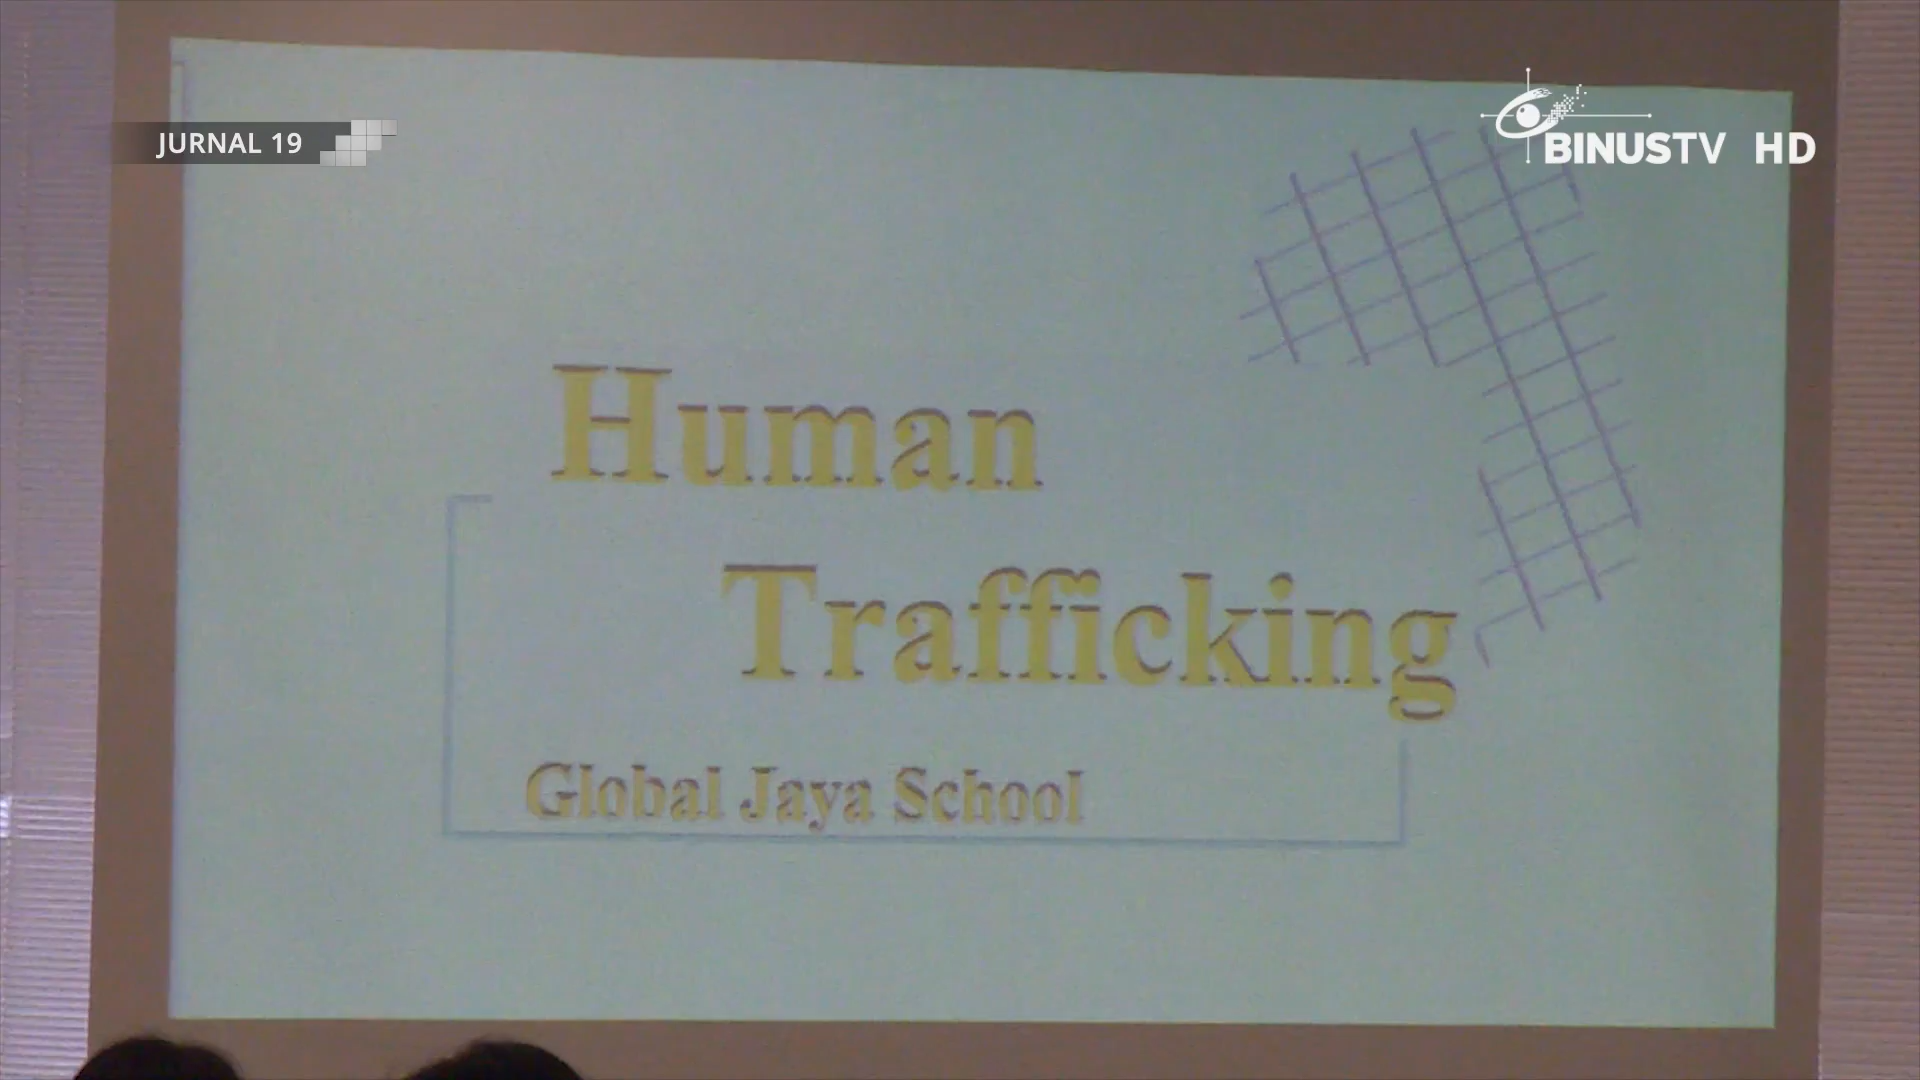 JURNAL 19
BINUSTV HD
Human
Trafficking
Global Jaya School